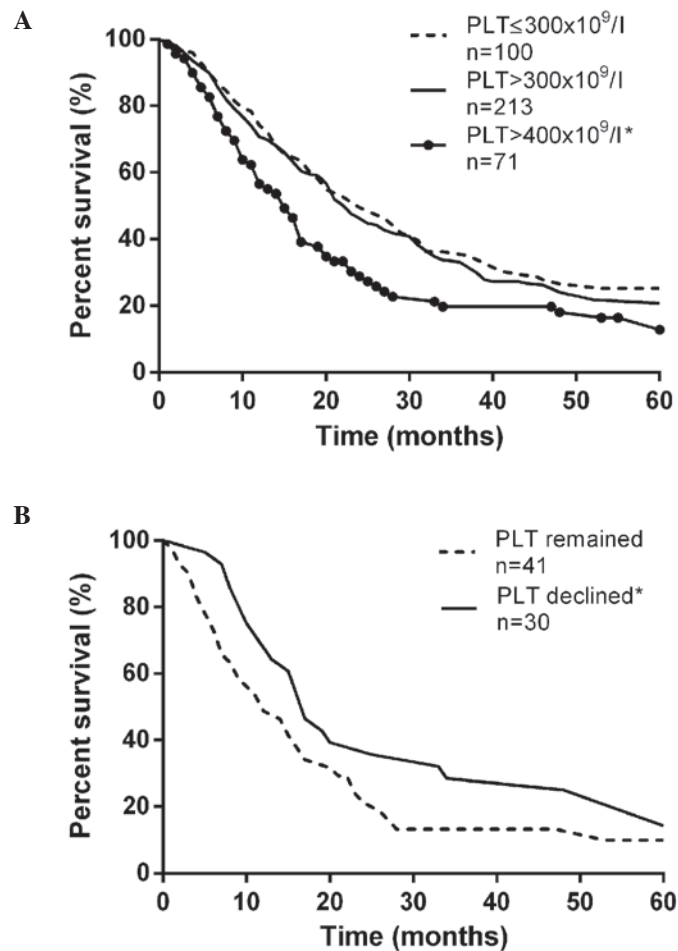 A
PLT≤300x10⁹/l
n=100
PLT>300x10⁹/l
n=213
PLT>400x10⁹/l*
n=71
Percent survival (%)
100
80
60
40
20
0
0 10 20 30 40 50 60
Time (months)
B
PLT remained
n=41
PLT declined*
n=30
Percent survival (%)
100
80
60
40
20
0
0 10 20 30 40 50 60
Time (months)